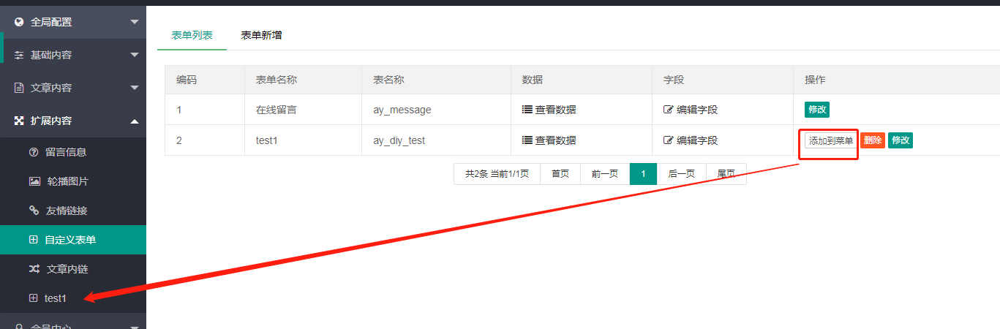 全局配置
基础内容
文章内容
扩展内容
留言信息
轮播图片
友情链接
自定义表单
文章内链
test1
会员中心
表单列表 表单新增
编码 表单名称 表名称 数据 字段 操作
1 在线留言 ay_message 查看数据 编辑字段 修改
2 test1 ay_diy_test 查看数据 编辑字段 添加到菜单 删除 修改
共2条 当前1/1页 首页 前一页 1 后一页 尾页